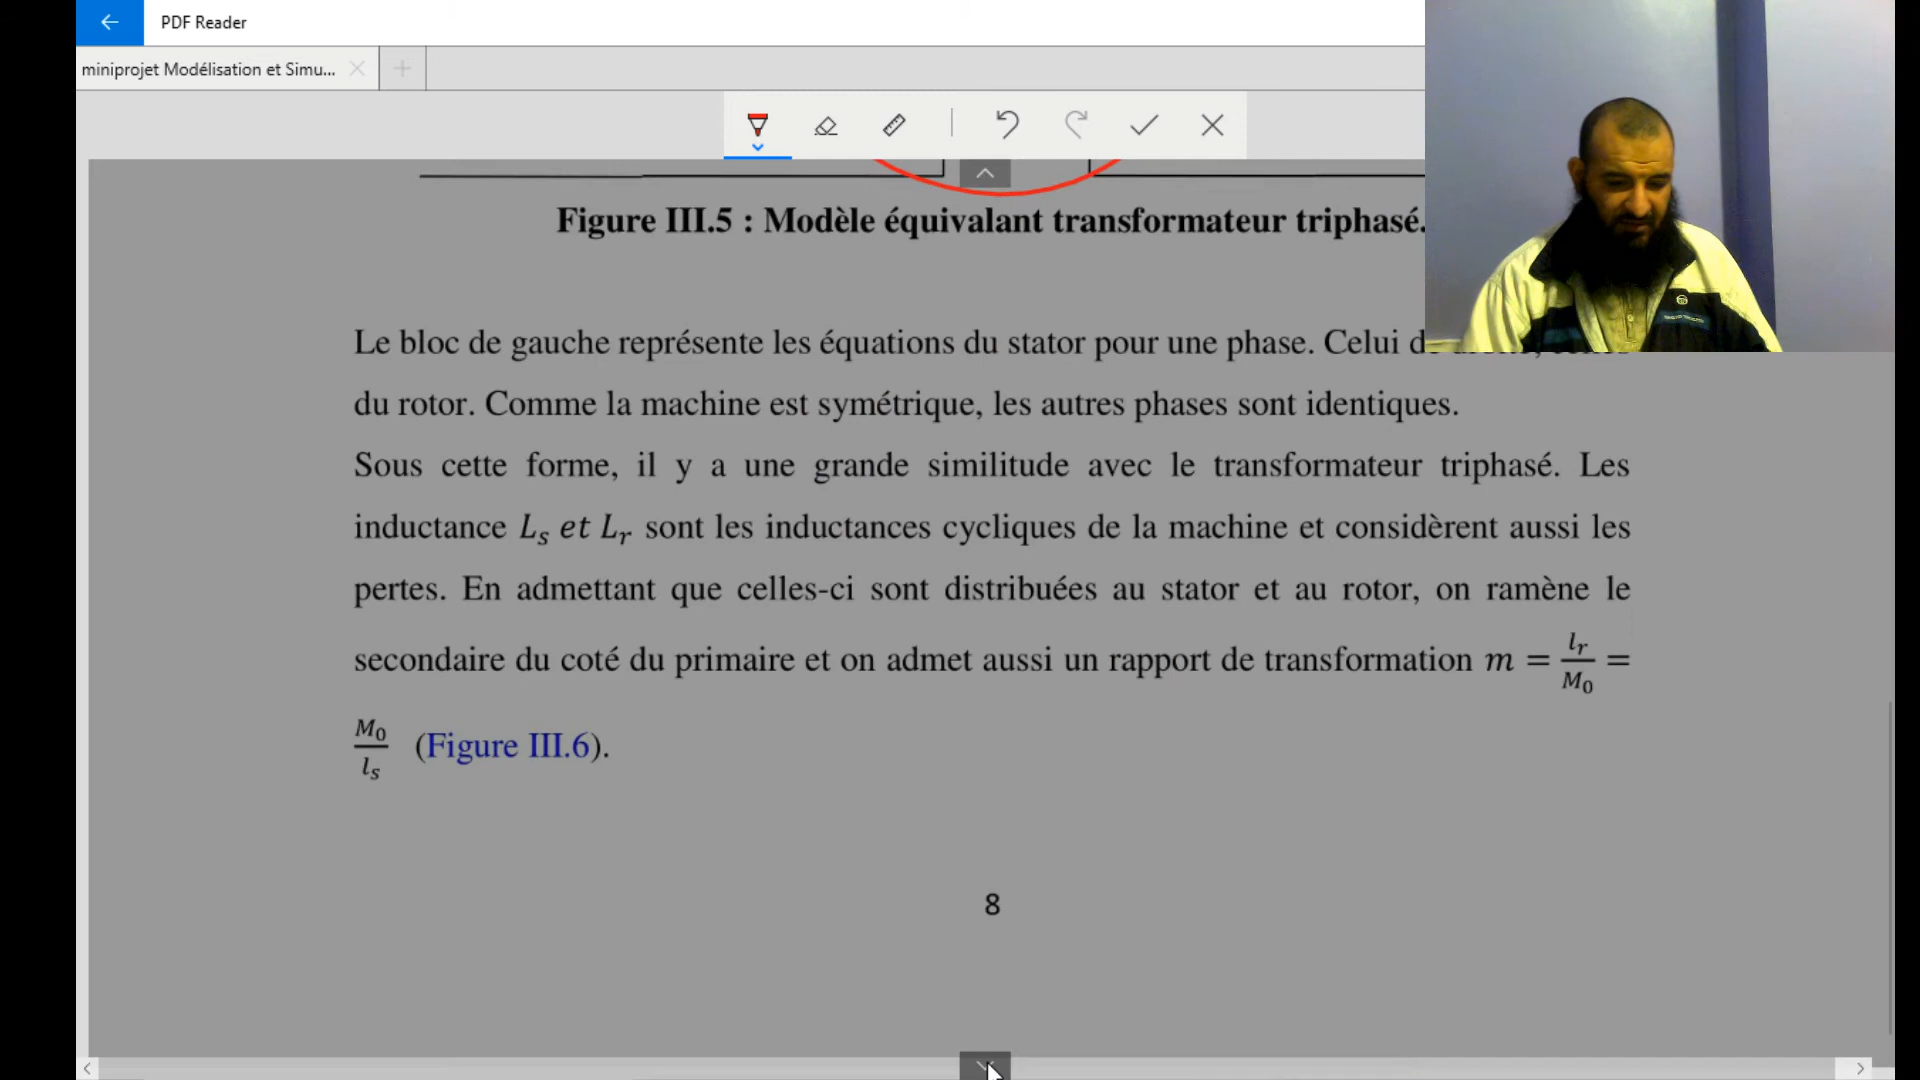 PDF Reader
miniprojet Modélisation et Simu...
Figure III.5 : Modèle équivalant transformateur triphasé.
Le bloc de gauche représente les équations du stator pour une phase. Celui
du rotor. Comme la machine est symétrique, les autres phases sont identiques.
Sous cette forme, il y a une grande similitude avec le transformateur triphasé. Les
inductance Lₛ et Lᵣ sont les inductances cycliques de la machine et considèrent aussi les
pertes. En admettant que celles-ci sont distribuées au stator et au rotor, on ramène le
secondaire du coté du primaire et on admet aussi un rapport de transformation m = lᵣ/M₀ =
M₀/lₛ (Figure III.6).
8